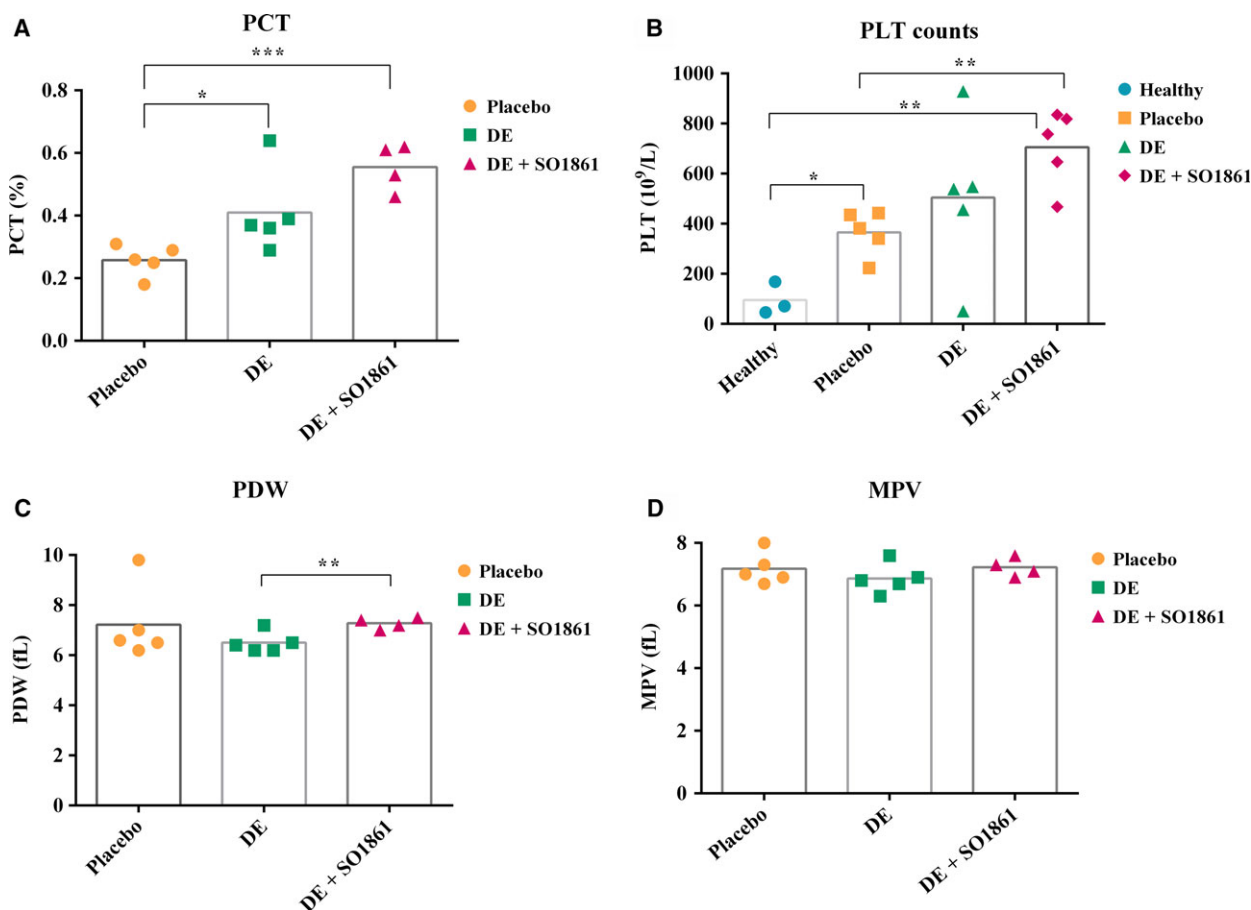 A
PCT
***
*
PCT (%)
0.8
0.6
0.4
0.2
0.0
Placebo
DE
DE + SO1861
Placebo
DE
DE + SO1861
B
PLT counts
**
**
*
PLT (10^9/L)
1000
800
600
400
200
0
Healthy
Placebo
DE
DE + SO1861
Healthy
Placebo
DE
DE + SO1861
C
PDW
**
PDW (fL)
10
8
6
4
2
0
Placebo
DE
DE + SO1861
Placebo
DE
DE + SO1861
D
MPV
MPV (fL)
8
6
4
2
0
Placebo
DE
DE + SO1861
Placebo
DE
DE + SO1861